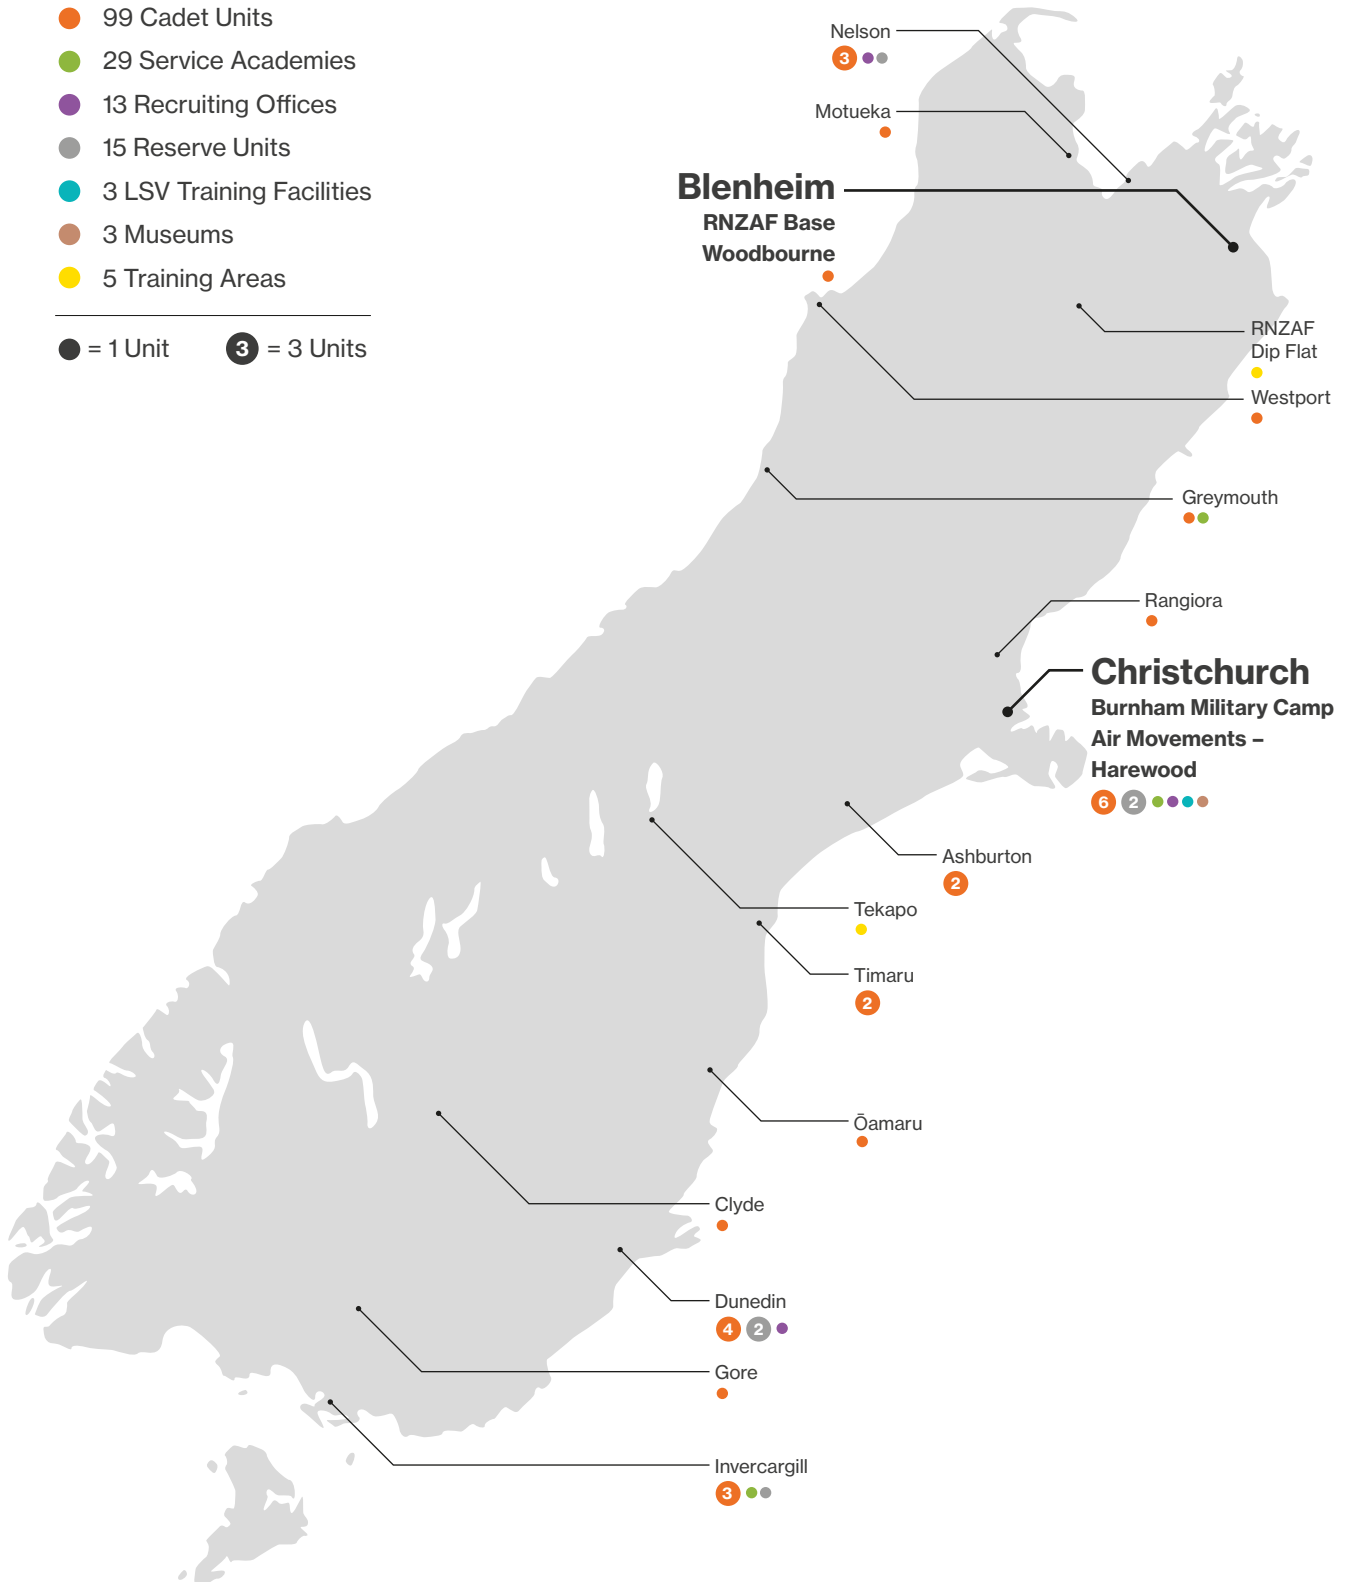 99 Cadet Units
29 Service Academies
13 Recruiting Offices
15 Reserve Units
3 LSV Training Facilities
3 Museums
5 Training Areas
= 1 Unit
3 = 3 Units
Nelson
3
Motueka
Blenheim
RNZAF Base
Woodbourne
RNZAF
Dip Flat
Westport
Greymouth
Rangiora
Christchurch
Burnham Military Camp
Air Movements –
Harewood
6 2
Ashburton
2
Tekapo
Timaru
2
Ōamaru
Clyde
Dunedin
4 2
Gore
Invercargill
3